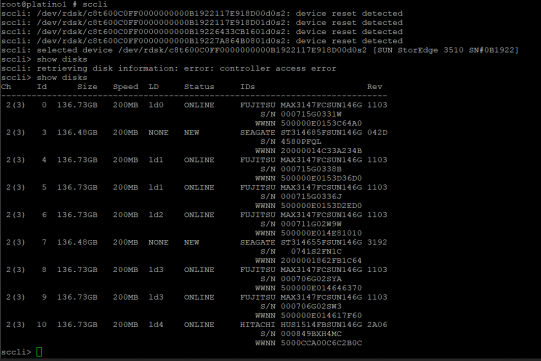 root@platino1 # sccli
sccli: /dev/rdsk/c8t600C0FF0000000000B1922117E918D00d0s2: device reset detected
sccli: /dev/rdsk/c8t600C0FF0000000000B1922117E918D01d0s2: device reset detected
sccli: /dev/rdsk/c8t600C0FF0000000000B19226433CB1601d0s2: device reset detected
sccli: /dev/rdsk/c8t600C0FF0000000000B19227A864B0801d0s2: device reset detected
sccli: selected device /dev/rdsk/c8t600C0FF0000000000B1922117E918D00d0s2 [SUN StorEdge 3510 SN#0B1922]
sccli> show disks
sccli: retrieving disk information: error: controller access error
sccli> show disks
Ch Id Size Speed LD Status IDs Rev
----------------------------------------------------------------------------
2(3) 0 136.73GB 200MB ld0 ONLINE FUJITSU MAX3147FCSUN146G 1103
S/N 000715G0331W
WWNN 500000E0153C64A0
2(3) 3 136.48GB 200MB NONE NEW SEAGATE ST314685FSUN146G 042D
S/N 4580PFQL
WWNN 20000014C33A234B
2(3) 4 136.73GB 200MB ld1 ONLINE FUJITSU MAX3147FCSUN146G 1103
S/N 000715G0338B
WWNN 500000E0153D36D0
2(3) 5 136.73GB 200MB ld1 ONLINE FUJITSU MAX3147FCSUN146G 1103
S/N 000715G0336J
WWNN 500000E0153D2ED0
2(3) 6 136.73GB 200MB ld2 ONLINE FUJITSU MAX3147FCSUN146G 1103
S/N 000711G02W9W
WWNN 500000E014E81010
2(3) 7 136.48GB 200MB NONE NEW SEAGATE ST314655FSUN146G 3192
S/N 0741S2FN1C
WWNN 2000001862FB1C64
2(3) 8 136.73GB 200MB ld3 ONLINE FUJITSU MAX3147FCSUN146G 1103
S/N 000706G02SYA
WWNN 500000E014646370
2(3) 9 136.73GB 200MB ld3 ONLINE FUJITSU MAX3147FCSUN146G 1103
S/N 000706G02SW3
WWNN 500000E014617F60
2(3) 10 136.73GB 200MB ld4 ONLINE HITACHI HUS1514FBSUN146G 2A06
S/N 000849BXH4MC
WWNN 5000CCA00C6C2B0C
sccli>